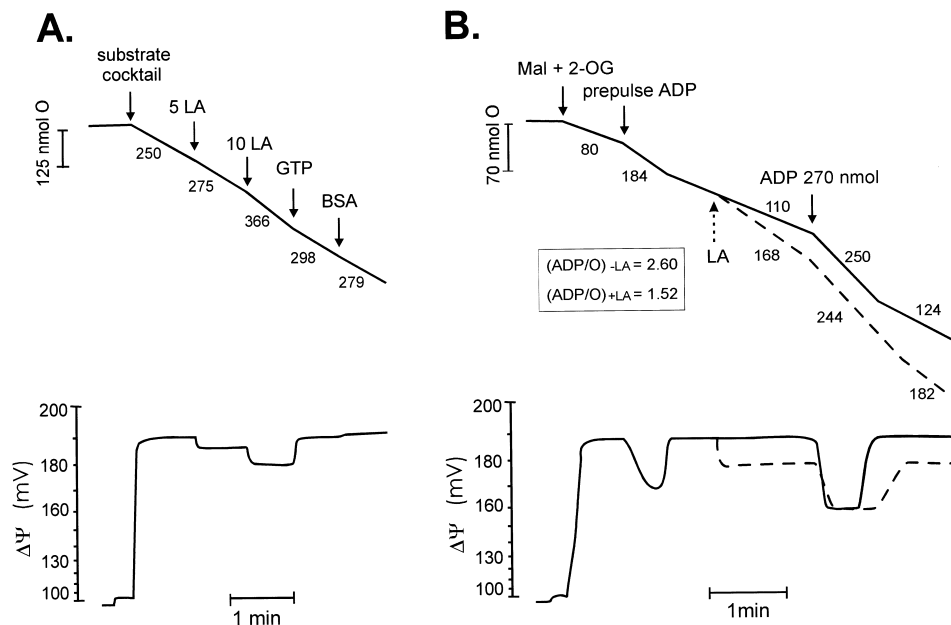 A.
substrate
cocktail
5 LA
10 LA
GTP
BSA
125 nmol O
250
275
366
298
279
200
180
160
130
100
ΔΨ (mV)
1 min
B.
Mal + 2-OG
prepulse ADP
ADP 270 nmol
70 nmol O
80
184
110
LA
168
250
244
124
182
(ADP/O) -LA = 2.60
(ADP/O) +LA = 1.52
200
180
160
130
100
ΔΨ (mV)
1min